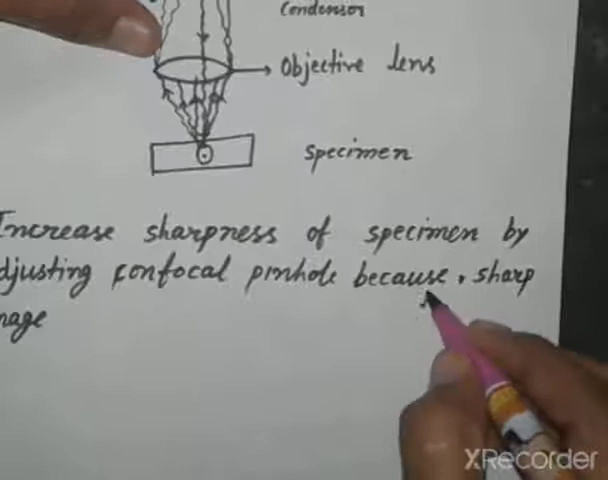 Condensor
Objective lens
specimen
Increase sharpness of specimen by
djusting confocal pinhole because, sharp
mage
XRecorder